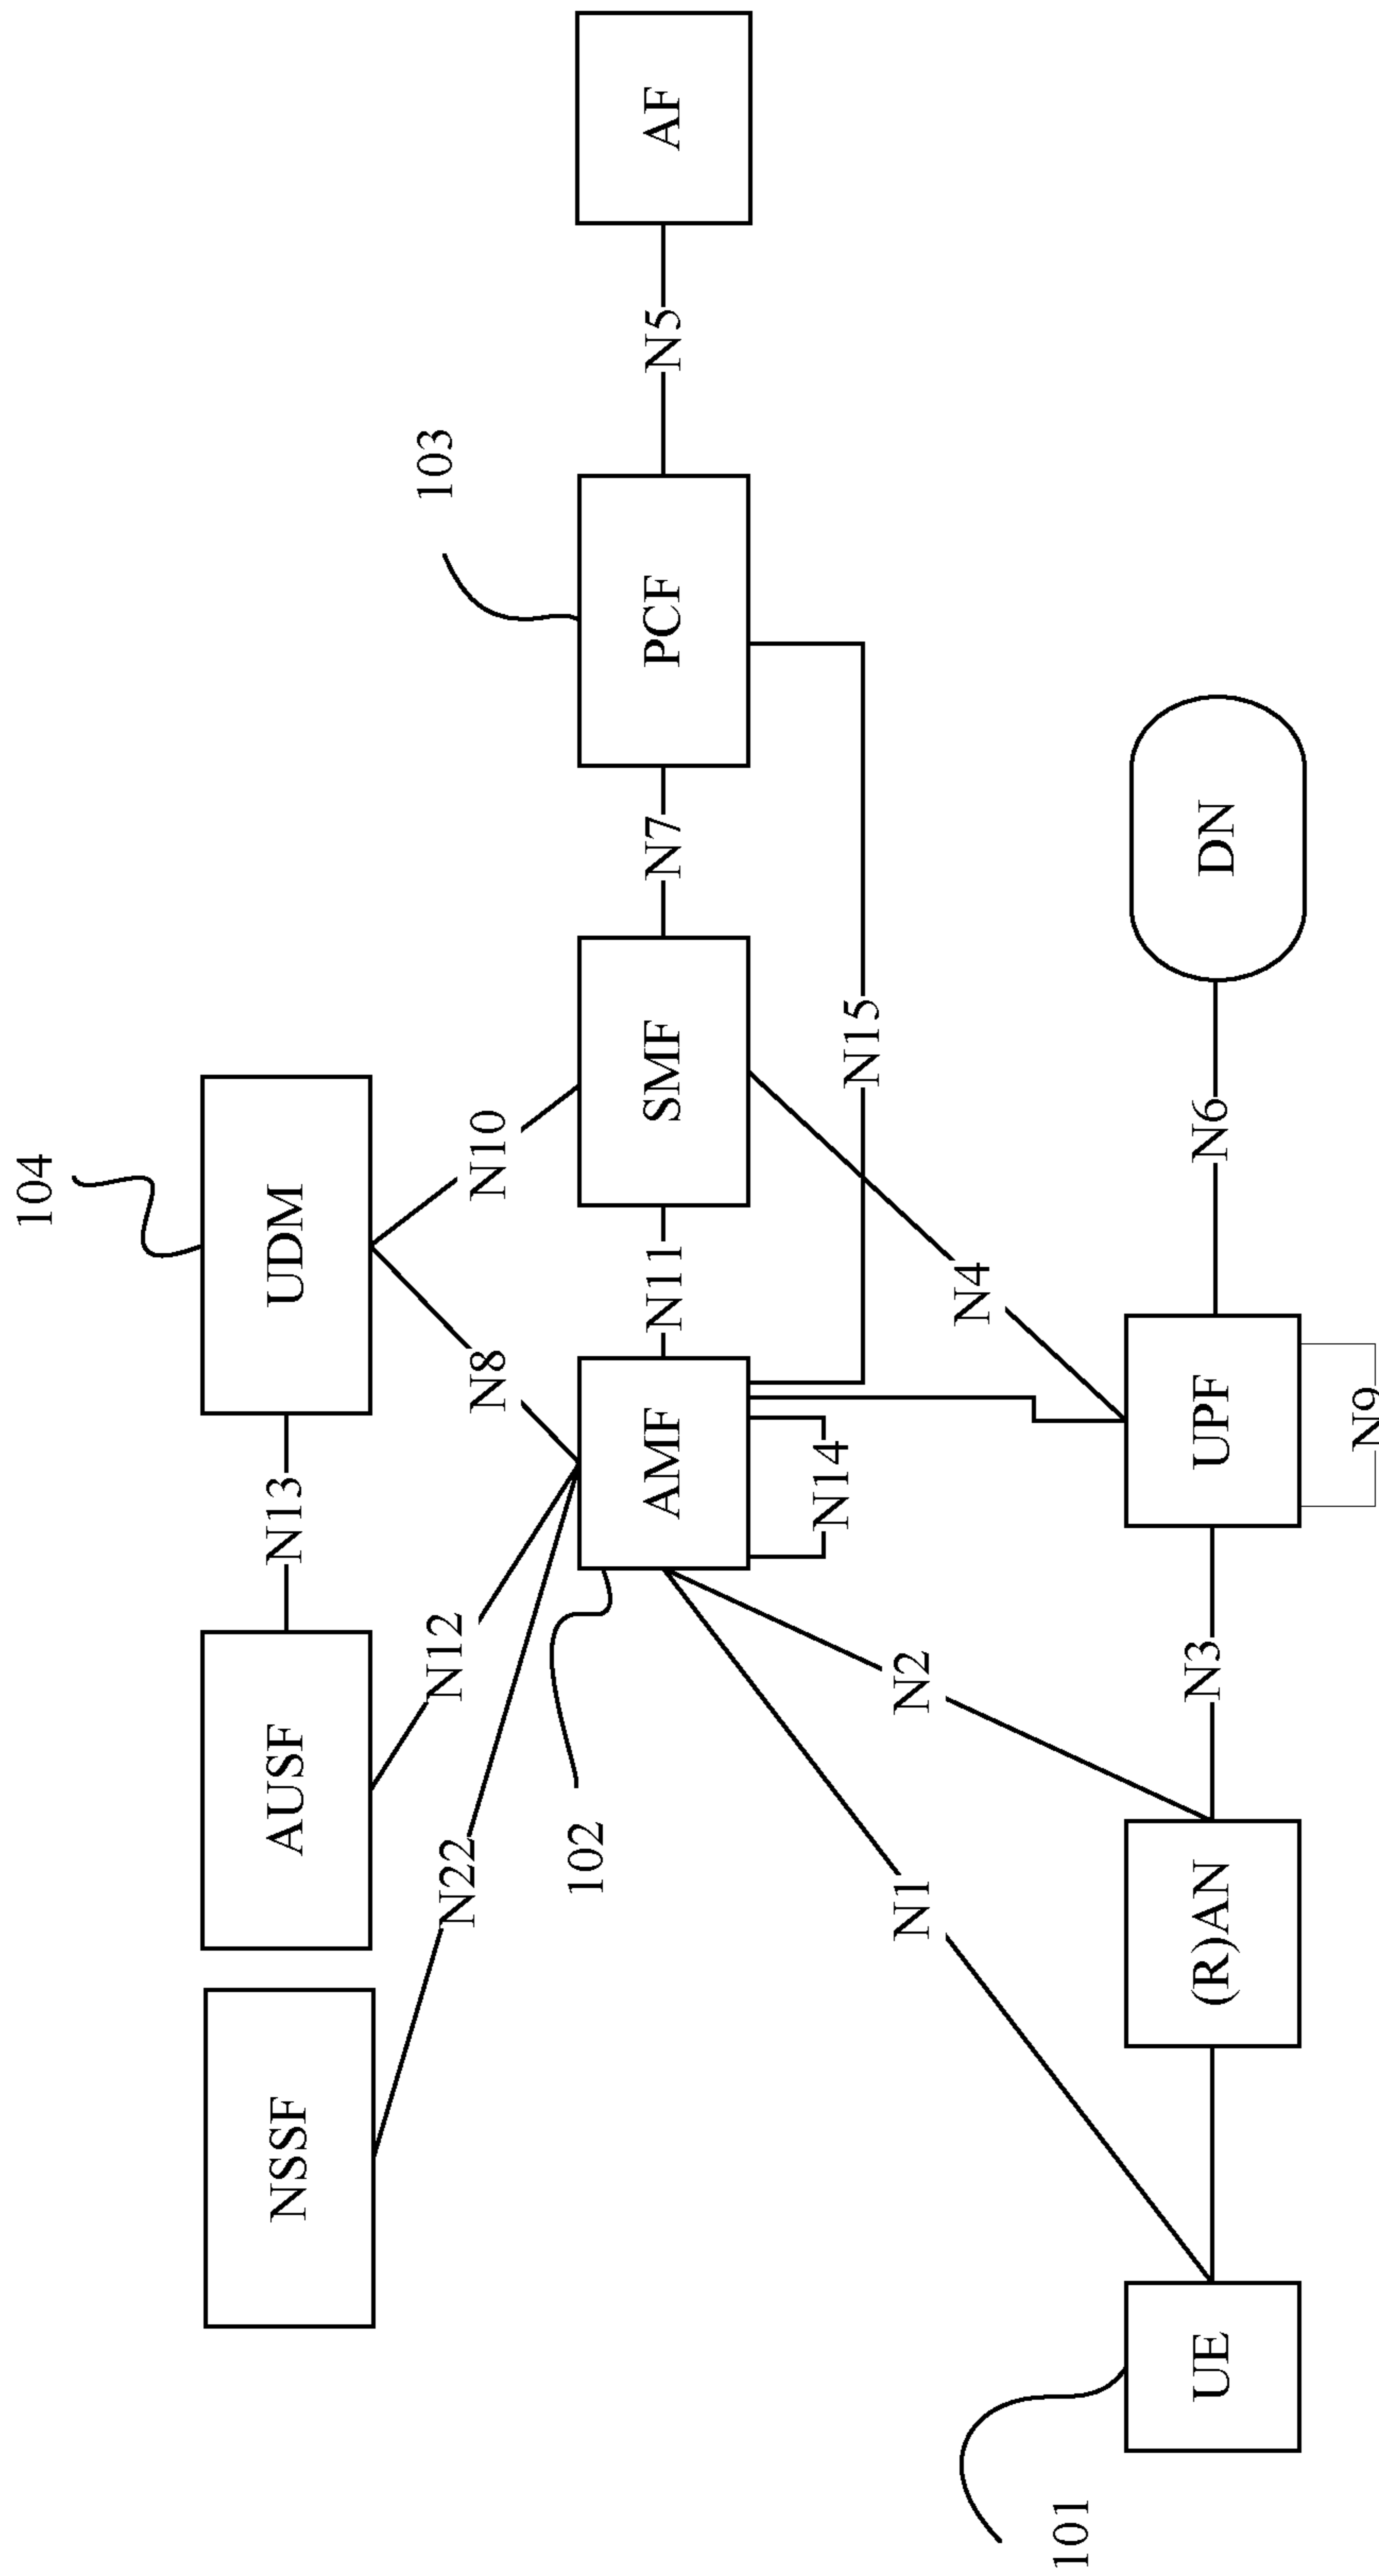 104
NSSF
AUSF
N13
UDM
103
N22
N12
N8
N10
102
AMF
N11
SMF
N7
PCF
N5
AF
N14
N15
N1
N2
N4
101
UE
(R)AN
N3
UPF
N6
DN
N9